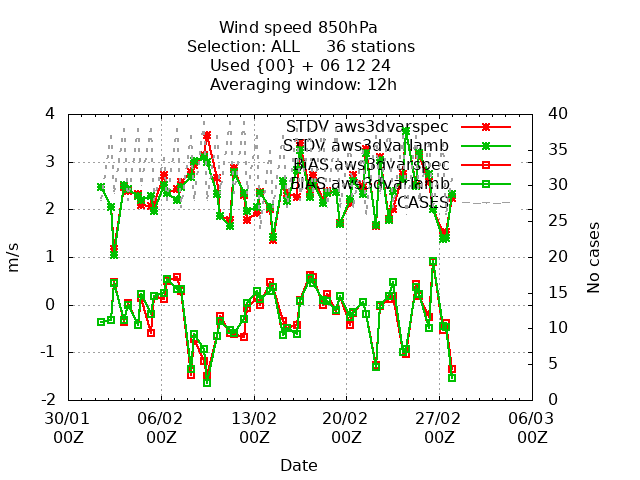 Wind speed 850hPa
Selection: ALL     36 stations
Used {00} + 06 12 24
Averaging window: 12h
STDV aws3dvarspec
STDV aws3dvarlamb
BIAS aws3dvarspec
BIAS aws3dvarlamb
CASES
4
3
2
1
0
-1
-2
m/s
40
35
30
25
20
15
10
5
0
No cases
30/01 06/02 13/02 20/02 27/02 06/03
00Z 00Z 00Z 00Z 00Z 00Z
Date